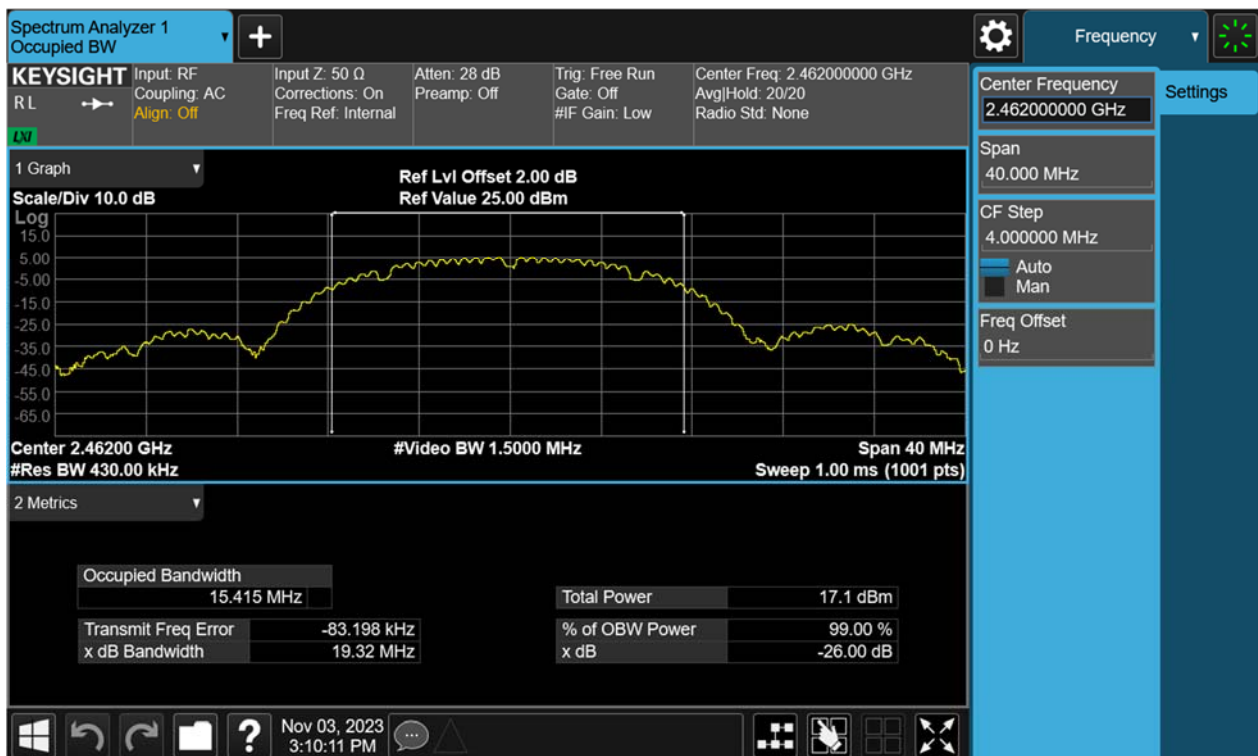 Spectrum Analyzer 1
Occupied BW
+
Frequency
KEYSIGHT Input: RF Input Z: 50 Ω Atten: 28 dB Trig: Free Run Center Freq: 2.462000000 GHz
RL Coupling: AC Corrections: On Preamp: Off Gate: Off Avg|Hold: 20/20
Align: Off Freq Ref: Internal #IF Gain: Low Radio Std: None
LXI
Center Frequency
2.462000000 GHz
Settings
Span
40.000 MHz
CF Step
4.000000 MHz
Auto
Man
Freq Offset
0 Hz
1 Graph
Ref Lvl Offset 2.00 dB
Scale/Div 10.0 dB Ref Value 25.00 dBm
Log
15.0
5.00
-5.00
-15.0
-25.0
-35.0
-45.0
-55.0
-65.0
Center 2.46200 GHz #Video BW 1.5000 MHz Span 40 MHz
#Res BW 430.00 kHz Sweep 1.00 ms (1001 pts)
2 Metrics
Occupied Bandwidth
15.415 MHz Total Power 17.1 dBm
Transmit Freq Error -83.198 kHz % of OBW Power 99.00 %
x dB Bandwidth 19.32 MHz x dB -26.00 dB
? Nov 03, 2023
3:10:11 PM